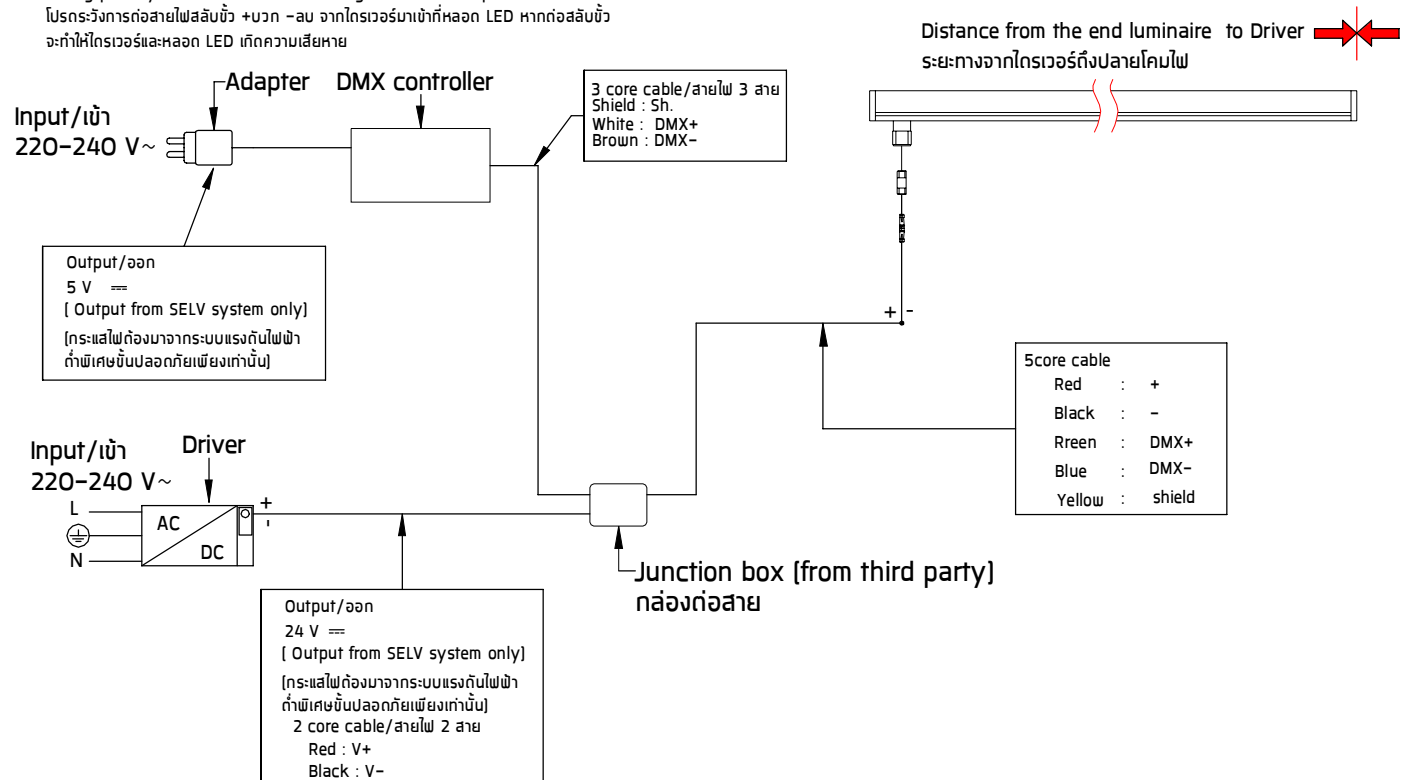 โปรดระวังการต่อสายไฟสลับขั้ว +บวก -ลบ จากไดรเวอร์มาเข้าที่หลอด LED หากต่อสลับขั้ว
จะทำให้ไดรเวอร์และหลอด LED เกิดความเสียหาย
Distance from the end luminaire to Driver
ระยะทางจากไดรเวอร์ถึงปลายโคมไฟ
Adapter
DMX controller
Input/เข้า
220-240 V~
3 core cable/สายไฟ 3 สาย
Shield : Sh.
White : DMX+
Brown : DMX-
Output/ออก
5 V ⎓
[ Output from SELV system only]
[กระแสไฟต้องมาจากระบบแรงดันไฟฟ้า
ต่ำพิเศษขั้นปลอดภัยเพียงเท่านั้น]
+ -
5core cable
Red : +
Black : -
Rreen : DMX+
Blue : DMX-
Yellow : shield
Input/เข้า
220-240 V~
Driver
L
N
AC
DC
+
-
Junction box [from third party]
กล่องต่อสาย
Output/ออก
24 V ⎓
[ Output from SELV system only]
[กระแสไฟต้องมาจากระบบแรงดันไฟฟ้า
ต่ำพิเศษขั้นปลอดภัยเพียงเท่านั้น]
2 core cable/สายไฟ 2 สาย
Red : V+
Black : V-